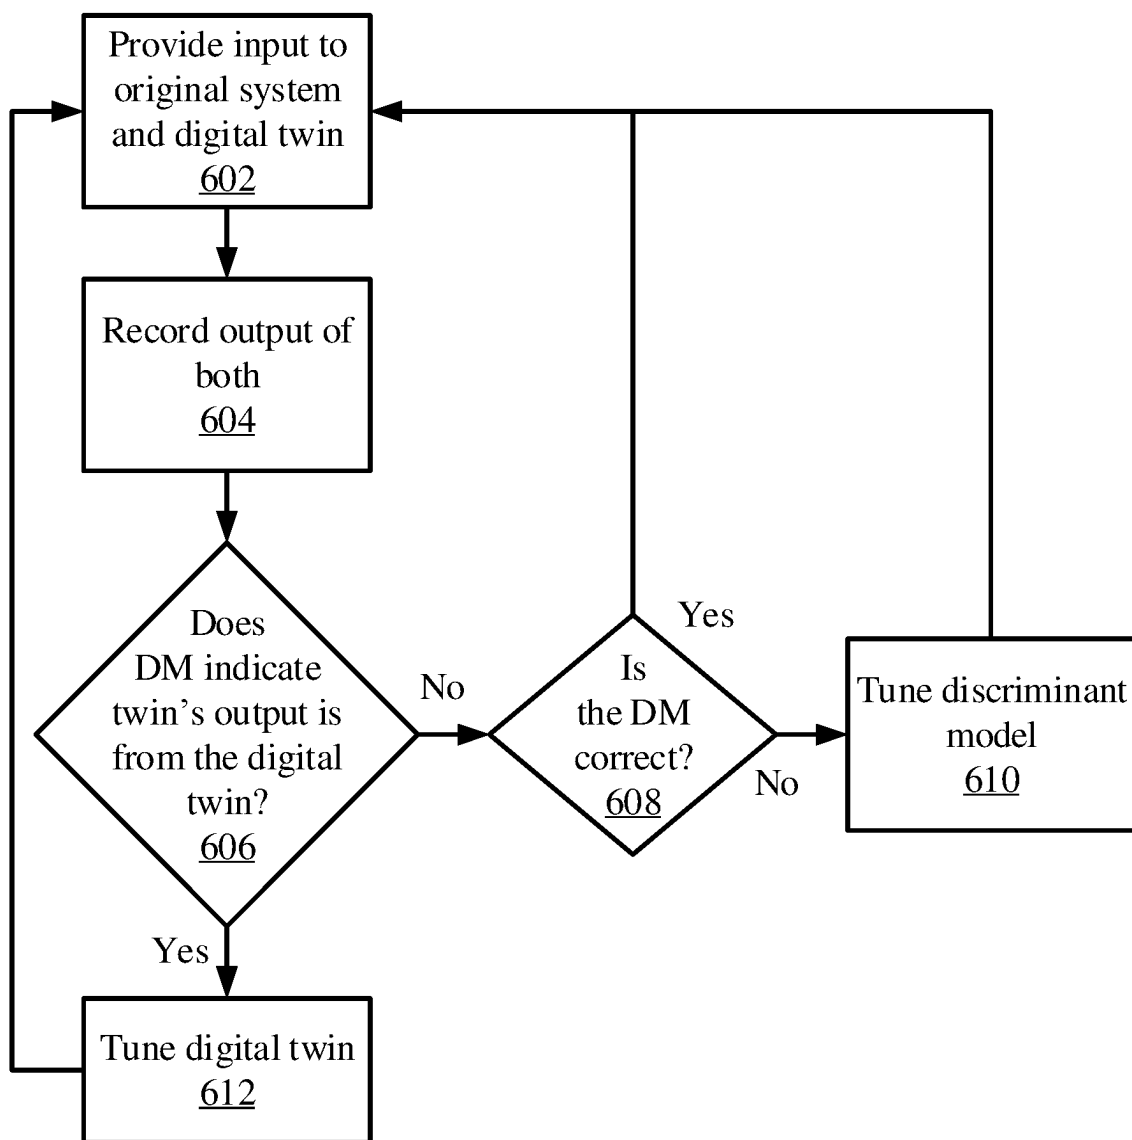 Provide input to
original system
and digital twin
602
Record output of
both
604
Does
DM indicate
twin's output is
from the digital
twin?
606
No
Yes
Is
the DM
correct?
608
Yes
No
Tune discriminant
model
610
Tune digital twin
612